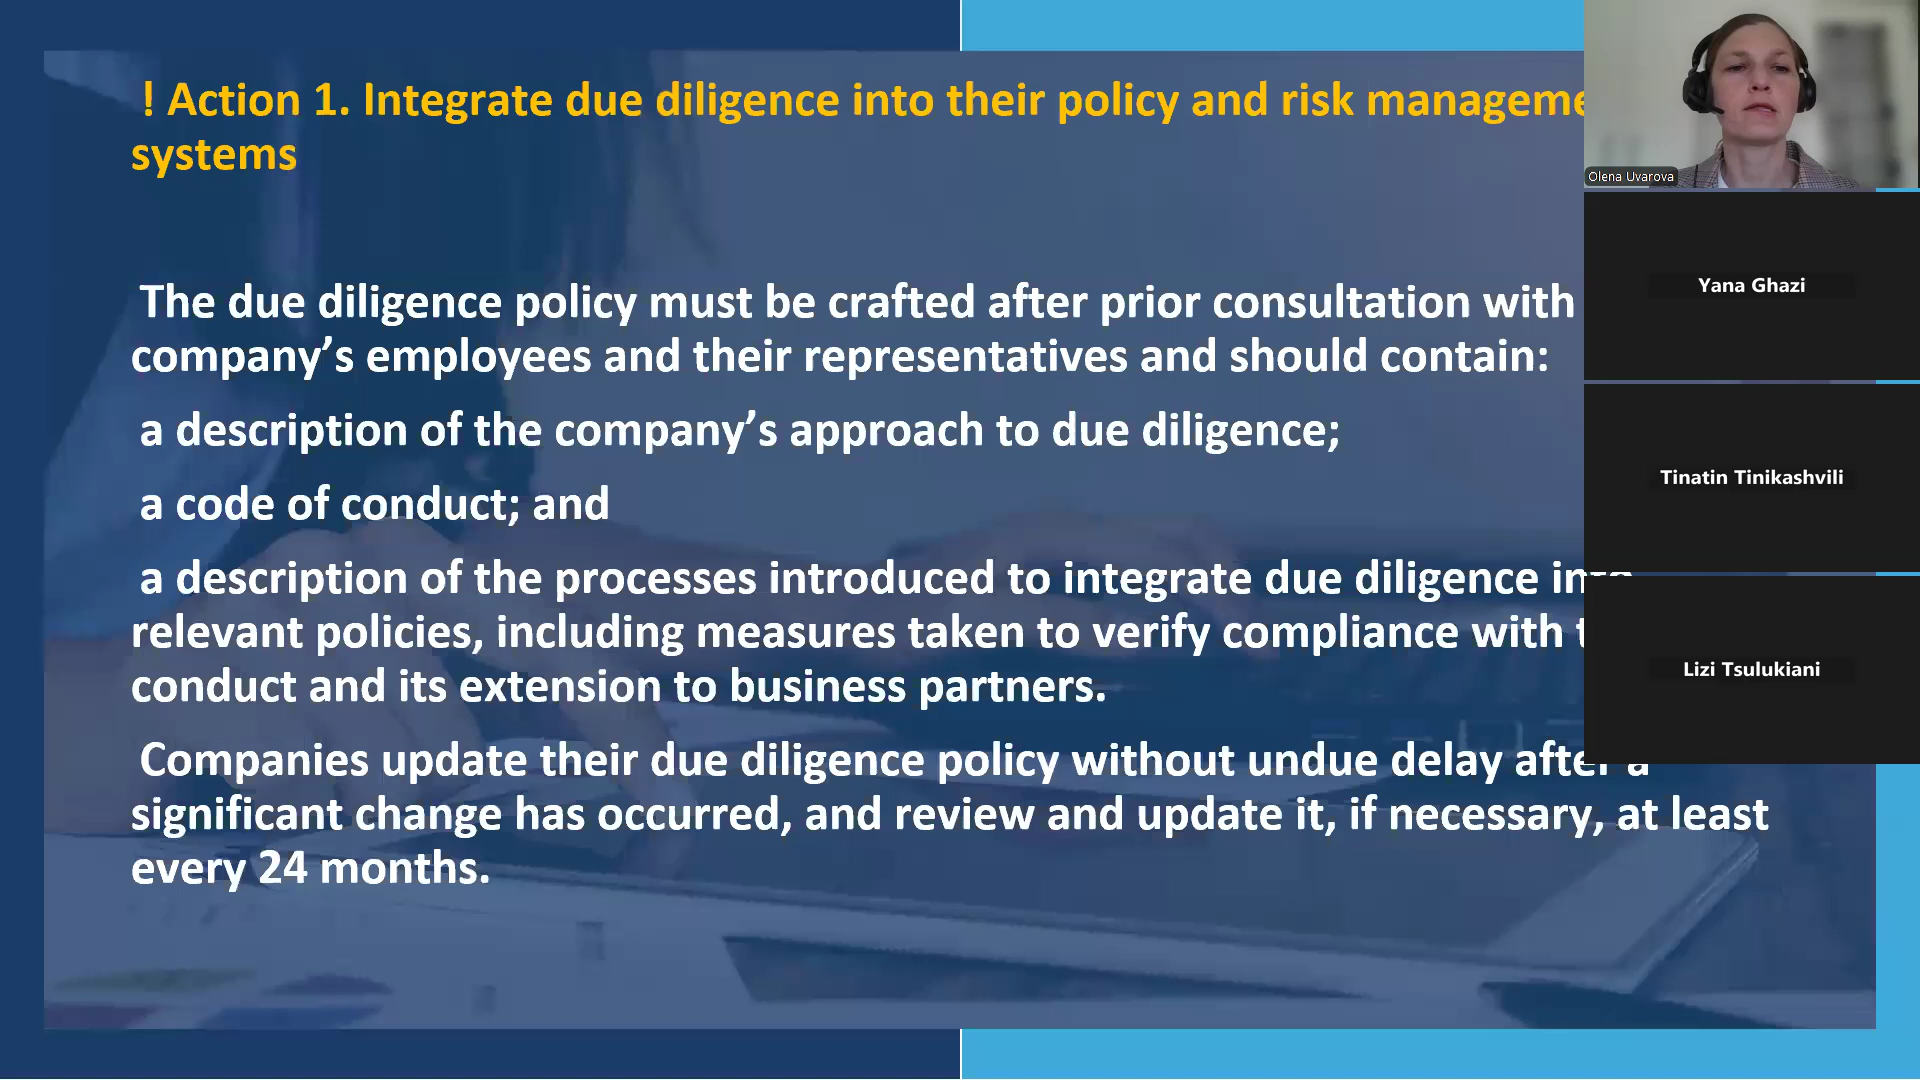 ! Action 1. Integrate due diligence into their policy and risk
systems
The due diligence policy must be crafted after prior consultation with
company’s employees and their representatives and should contain:
a description of the company’s approach to due diligence;
a code of conduct; and
a description of the processes introduced to integrate due diligence into
relevant policies, including measures taken to verify compliance with
conduct and its extension to business partners.
Companies update their due diligence policy without undue delay after a
significant change has occurred, and review and update it, if necessary, at least
every 24 months.
Olena Uvarova
Yana Ghazi
Tinatin Tinikashvili
Lizi Tsulukiani